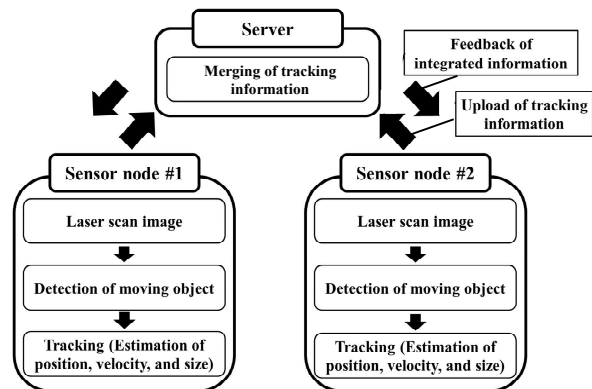 Server
Merging of tracking
information
Feedback of
integrated information
Upload of tracking
information
Sensor node #1
Laser scan image
Detection of moving object
Tracking (Estimation of
position, velocity, and size)
Sensor node #2
Laser scan image
Detection of moving object
Tracking (Estimation of
position, velocity, and size)